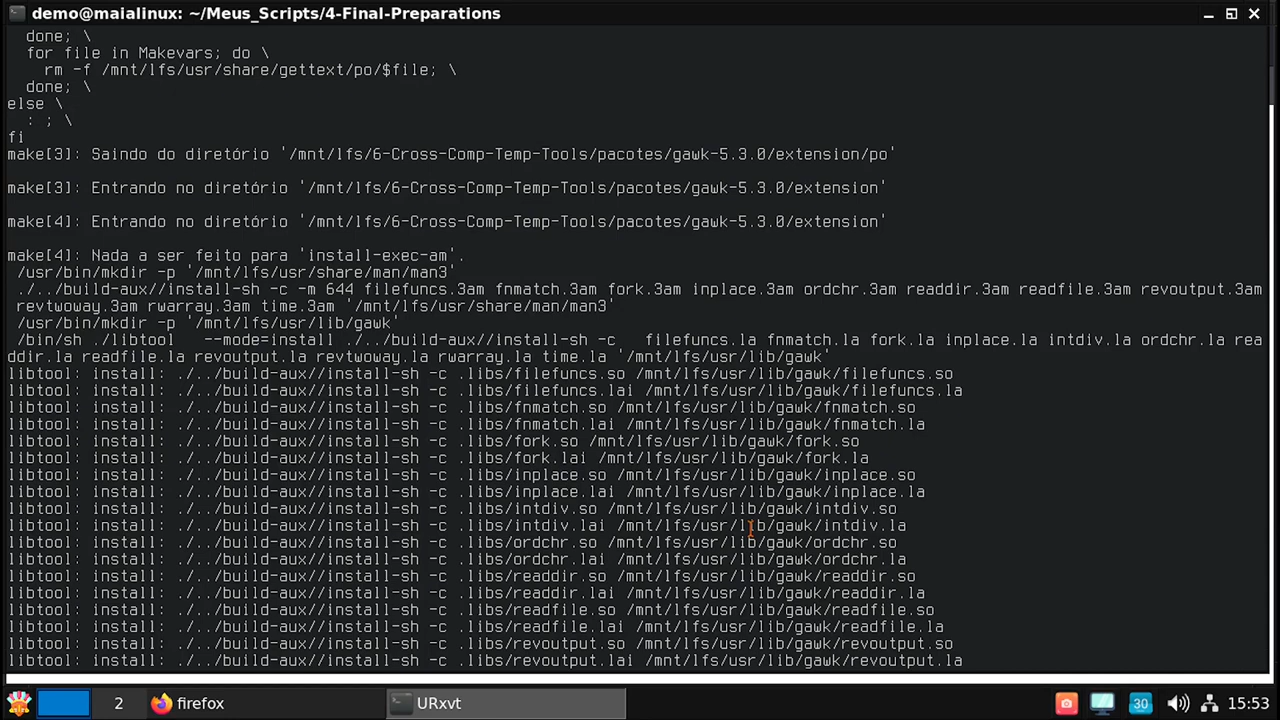 demo@maialinux: ~/Meus_Scripts/4-Final-Preparations
done; \
for file in Makevars; do \
rm -f /mnt/lfs/usr/share/gettext/po/$file; \
done; \
else \
: ; \
fi
make[3]: Saindo do diretório '/mnt/lfs/6-Cross-Comp-Temp-Tools/pacotes/gawk-5.3.0/extension/po'
make[3]: Entrando no diretório '/mnt/lfs/6-Cross-Comp-Temp-Tools/pacotes/gawk-5.3.0/extension'
make[4]: Entrando no diretório '/mnt/lfs/6-Cross-Comp-Temp-Tools/pacotes/gawk-5.3.0/extension'
make[4]: Nada a ser feito para 'install-exec-am'.
/usr/bin/mkdir -p '/mnt/lfs/usr/share/man/man3'
./../build-aux//install-sh -c -m 644 filefuncs.3am fnmatch.3am fork.3am inplace.3am ordchr.3am readdir.3am readfile.3am revoutput.3am
revtwoway.3am rwarray.3am time.3am '/mnt/lfs/usr/share/man/man3'
/usr/bin/mkdir -p '/mnt/lfs/usr/lib/gawk'
/bin/sh ./libtool   --mode=install ./../build-aux//install-sh -c   filefuncs.la fnmatch.la fork.la inplace.la intdiv.la ordchr.la rea
ddir.la readfile.la revoutput.la revtwoway.la rwarray.la time.la '/mnt/lfs/usr/lib/gawk'
libtool: install: ./../build-aux//install-sh -c .libs/filefuncs.so /mnt/lfs/usr/lib/gawk/filefuncs.so
libtool: install: ./../build-aux//install-sh -c .libs/filefuncs.lai /mnt/lfs/usr/lib/gawk/filefuncs.la
libtool: install: ./../build-aux//install-sh -c .libs/fnmatch.so /mnt/lfs/usr/lib/gawk/fnmatch.so
libtool: install: ./../build-aux//install-sh -c .libs/fnmatch.lai /mnt/lfs/usr/lib/gawk/fnmatch.la
libtool: install: ./../build-aux//install-sh -c .libs/fork.so /mnt/lfs/usr/lib/gawk/fork.so
libtool: install: ./../build-aux//install-sh -c .libs/fork.lai /mnt/lfs/usr/lib/gawk/fork.la
libtool: install: ./../build-aux//install-sh -c .libs/inplace.so /mnt/lfs/usr/lib/gawk/inplace.so
libtool: install: ./../build-aux//install-sh -c .libs/inplace.lai /mnt/lfs/usr/lib/gawk/inplace.la
libtool: install: ./../build-aux//install-sh -c .libs/intdiv.so /mnt/lfs/usr/lib/gawk/intdiv.so
libtool: install: ./../build-aux//install-sh -c .libs/intdiv.lai /mnt/lfs/usr/lib/gawk/intdiv.la
libtool: install: ./../build-aux//install-sh -c .libs/ordchr.so /mnt/lfs/usr/lib/gawk/ordchr.so
libtool: install: ./../build-aux//install-sh -c .libs/ordchr.lai /mnt/lfs/usr/lib/gawk/ordchr.la
libtool: install: ./../build-aux//install-sh -c .libs/readdir.so /mnt/lfs/usr/lib/gawk/readdir.so
libtool: install: ./../build-aux//install-sh -c .libs/readdir.lai /mnt/lfs/usr/lib/gawk/readdir.la
libtool: install: ./../build-aux//install-sh -c .libs/readfile.so /mnt/lfs/usr/lib/gawk/readfile.so
libtool: install: ./../build-aux//install-sh -c .libs/readfile.lai /mnt/lfs/usr/lib/gawk/readfile.la
libtool: install: ./../build-aux//install-sh -c .libs/revoutput.so /mnt/lfs/usr/lib/gawk/revoutput.so
libtool: install: ./../build-aux//install-sh -c .libs/revoutput.lai /mnt/lfs/usr/lib/gawk/revoutput.la
2 firefox URxvt 30 15:53